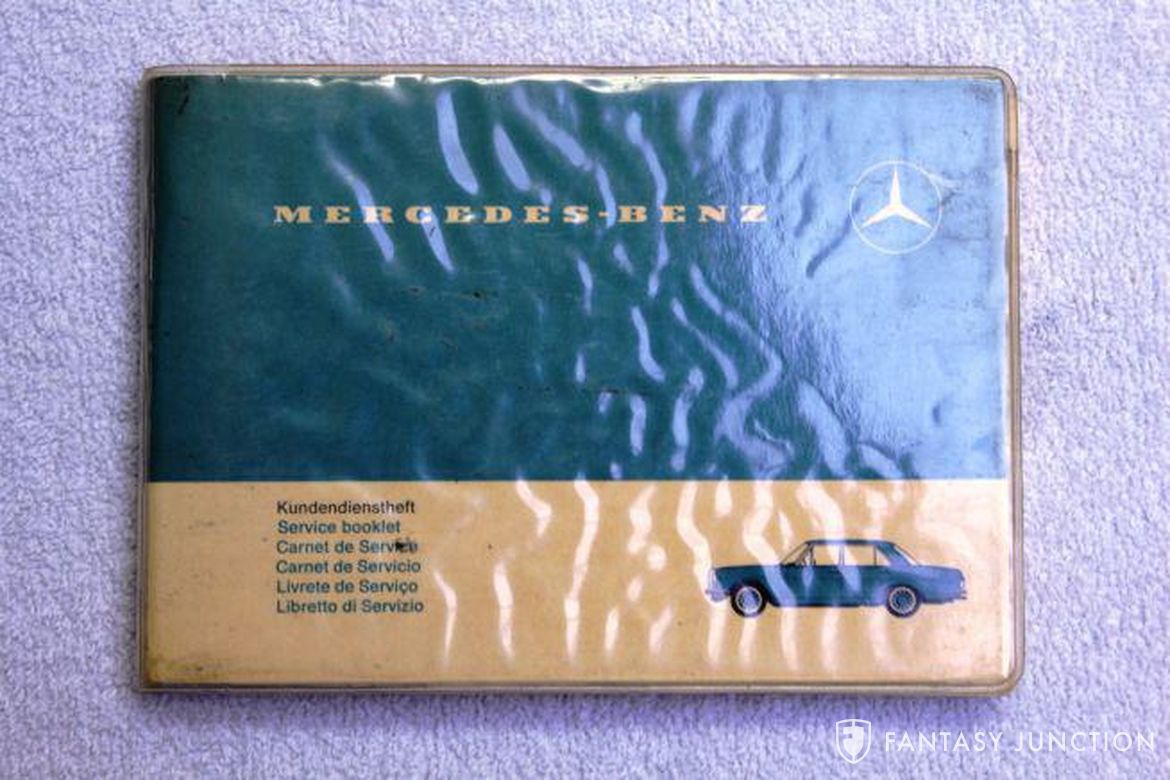 MERCEDES-BENZ
Kundendienstheft
Service booklet
Carnet de Service
Carnet de Servicio
Livrete de Serviço
Libretto di Servizio
FANTASY JUNCTION